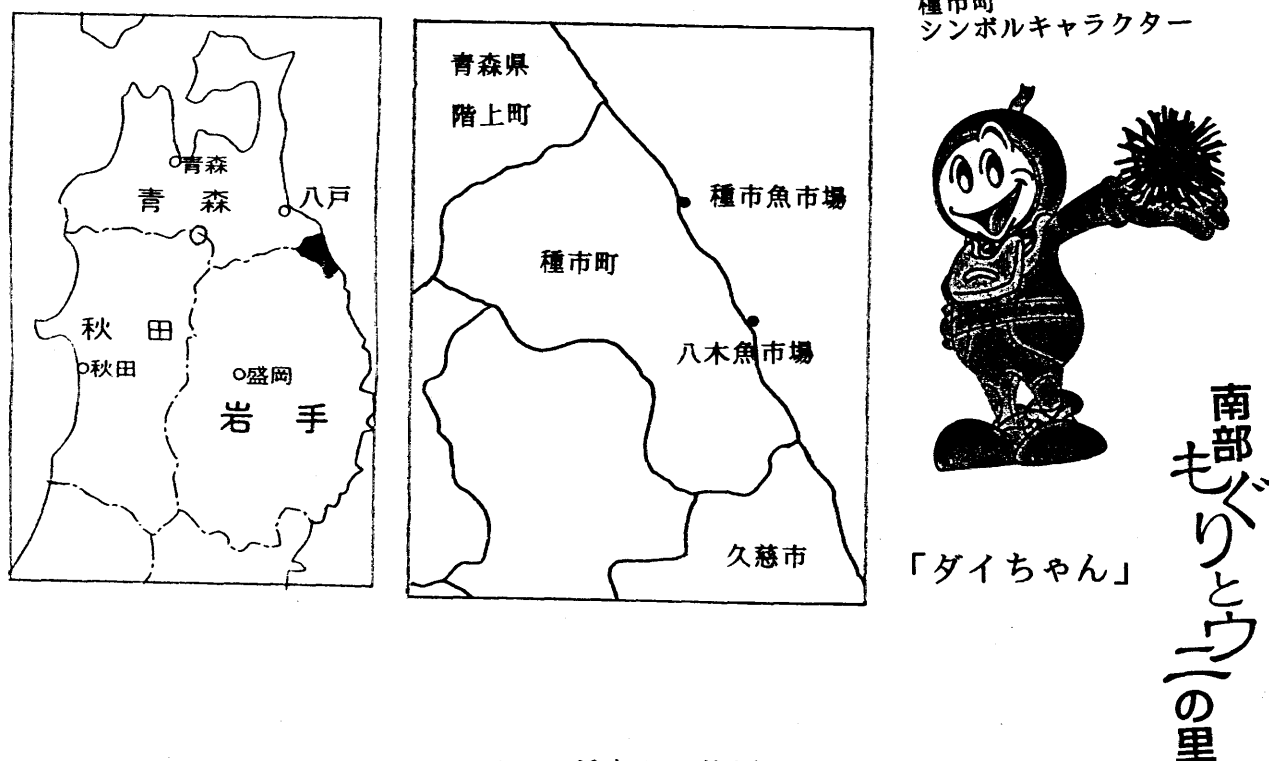 青森
青森
八戸
秋田
秋田
盛岡
岩手
青森県
階上町
種市魚市場
種市町
八木魚市場
久慈市
種市町
シンボルキャラクター
「ダイちゃん」
南部
もぐりとウニの里